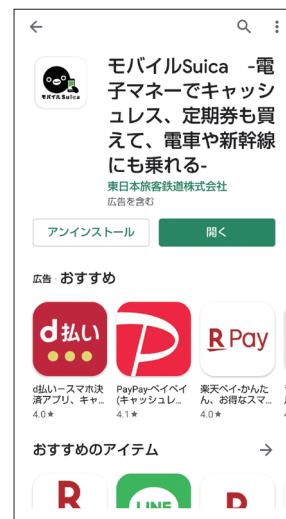 モバイルSuica
モバイルSuica　-電
子マネーでキャッシ
ュレス、定期券も買
えて、電車や新幹線
にも乗れる-
東日本旅客鉄道株式会社
広告を含む
アンインストール
開く
広告·おすすめ
d払い
PayPay-ペイペイ
R Pay
d払い－スマホ決
済アプリ、キャ...
4.0★
(キャッシュレ...
4.1★
楽天ペイ-かんた
ん、お得なスマ...
4.0★
おすすめのアイテム
R
LINE